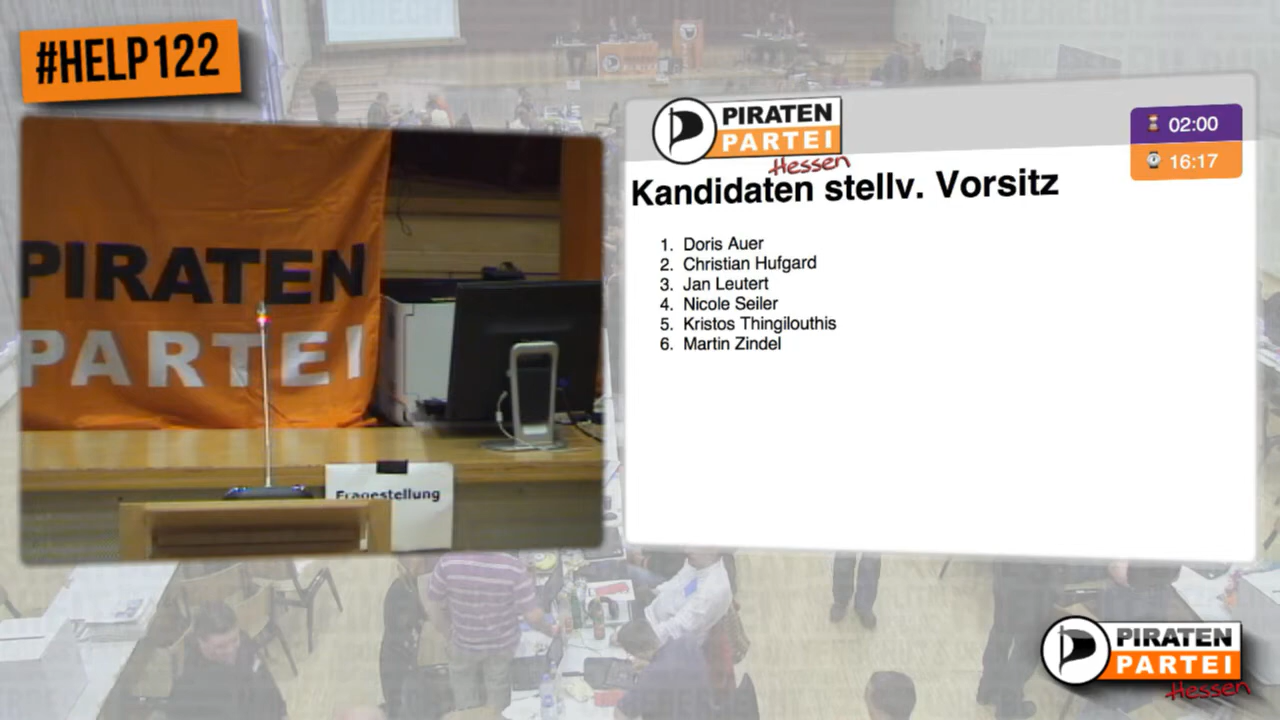 #HELP122
PIRATEN
PARTEI
Hessen
02:00
16:17
Kandidaten stellv. Vorsitz
1. Doris Auer
2. Christian Hufgard
3. Jan Leutert
4. Nicole Seiler
5. Kristos Thingilouthis
6. Martin Zindel
PIRATEN
PARTEI
Fragestellung
PIRATEN
PARTEI
Hessen